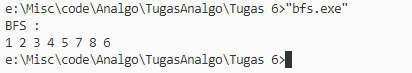 e:\Misc\code\Analgo\TugasAnalgo\Tugas 6>"bfs.exe"
BFS :
1 2 3 4 5 7 8 6
e:\Misc\code\Analgo\TugasAnalgo\Tugas 6>